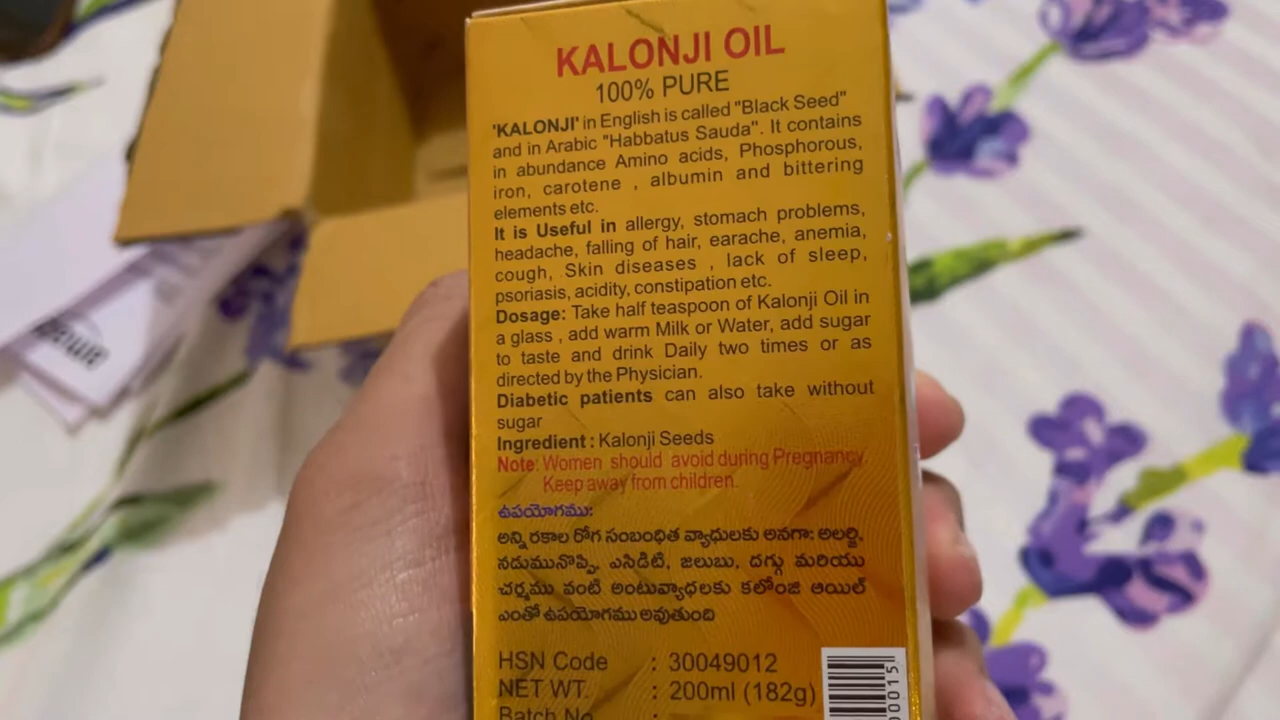 KALONJI OIL
100% PURE
'KALONJI' in English is called "Black Seed"
and in Arabic "Habbatus Sauda". It contains
in abundance Amino acids, Phosphorous,
iron, carotene , albumin and bittering
elements etc.
It is Useful in allergy, stomach problems,
headache, falling of hair, earache, anemia,
cough, Skin diseases , lack of sleep,
psoriasis, acidity, constipation etc.
Dosage: Take half teaspoon of Kalonji Oil in
a glass , add warm Milk or Water, add sugar
to taste and drink Daily two times or as
directed by the Physician.
Diabetic patients can also take without
sugar
Ingredient : Kalonji Seeds
Note: Women should avoid during Pregnancy.
Keep away from children.
ఉపయోగము:
అన్ని రకాల రోగ సంబంధిత వ్యాధులకు అనగా: అలర్జి,
నడుమునొప్పి, ఎసిడిటి, జలుబు, దగ్గు మరియు
చర్మము వంటి అంటువ్యాధలకు కలోంజి ఆయిల్
ఎంతో ఉపయోగము అవుతుంది
HSN Code : 30049012
NET WT. : 200ml (182g)
Batch No :
00015